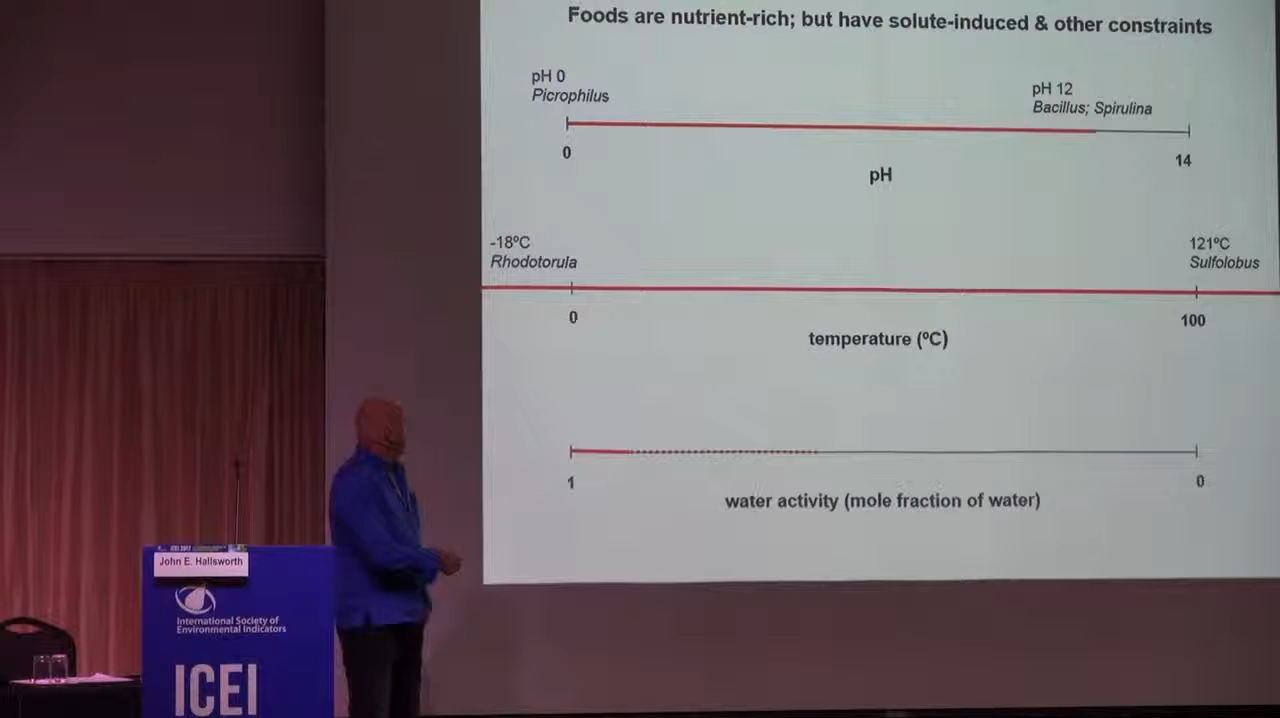 Foods are nutrient-rich; but have solute-induced & other constraints
pH 0
Picrophilus
pH 12
Bacillus; Spirulina
0
14
pH
-18ºC
Rhodotorula
121ºC
Sulfolobus
0
100
temperature (ºC)
1
0
water activity (mole fraction of water)
ICEI 2017
John E. Hallsworth
International Society of
Environmental Indicators
ICEI